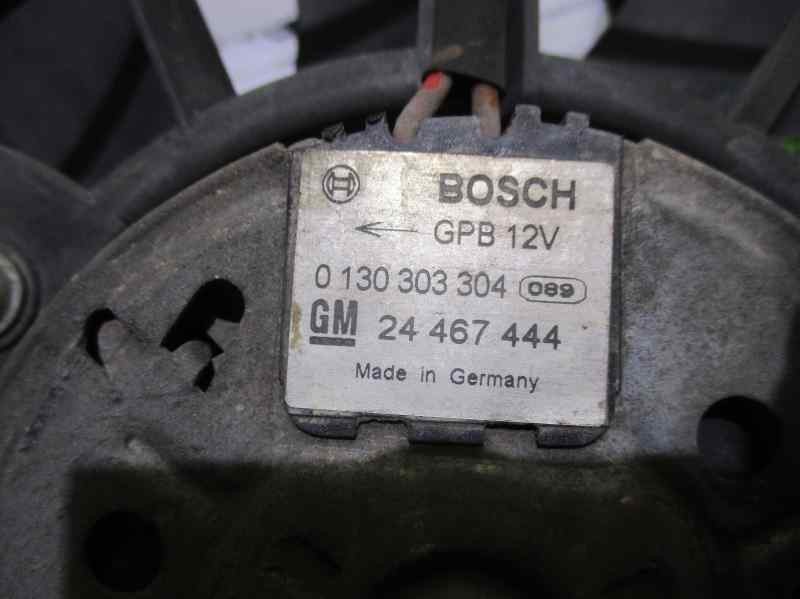 BOSCH
← GPB 12V
0 130 303 304 089
GM 24 467 444
Made in Germany